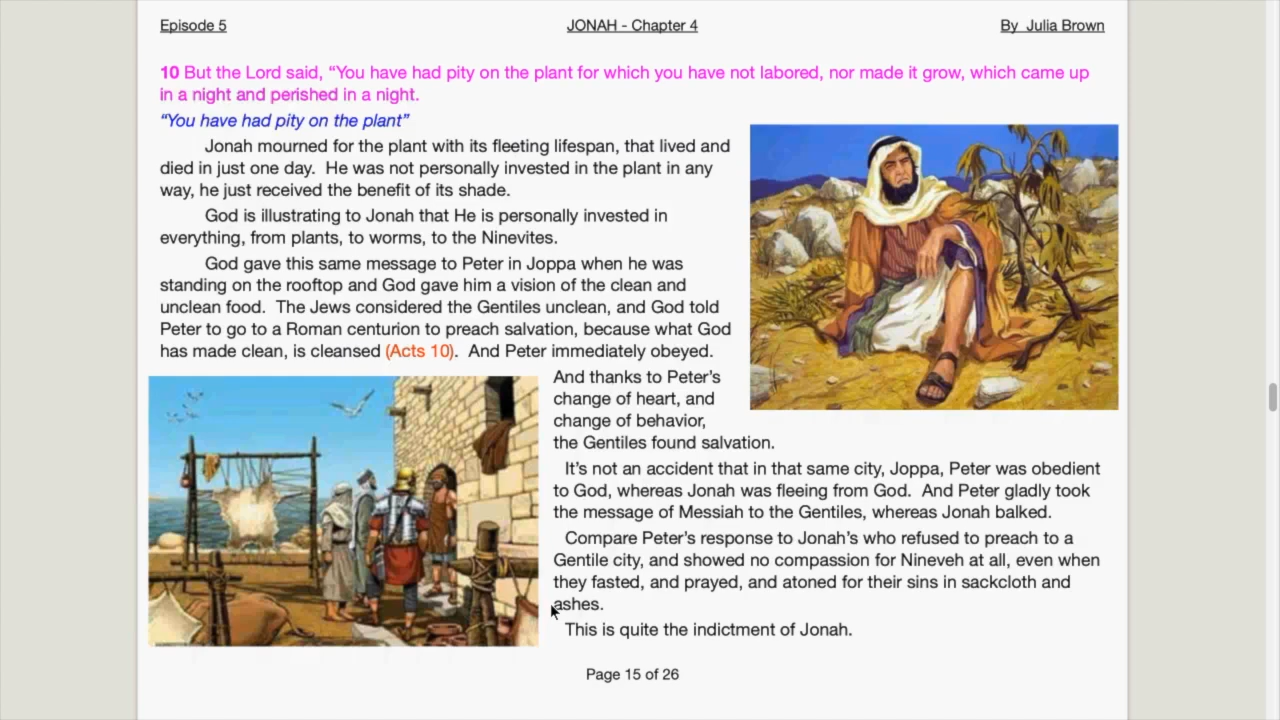 Episode 5
JONAH - Chapter 4
By Julia Brown
10 But the Lord said, “You have had pity on the plant for which you have not labored, nor made it grow, which came up
in a night and perished in a night.
“You have had pity on the plant”
Jonah mourned for the plant with its fleeting lifespan, that lived and
died in just one day. He was not personally invested in the plant in any
way, he just received the benefit of its shade.
God is illustrating to Jonah that He is personally invested in
everything, from plants, to worms, to the Ninevites.
God gave this same message to Peter in Joppa when he was
standing on the rooftop and God gave him a vision of the clean and
unclean food. The Jews considered the Gentiles unclean, and God told
Peter to go to a Roman centurion to preach salvation, because what God
has made clean, is cleansed (Acts 10). And Peter immediately obeyed.
And thanks to Peter’s
change of heart, and
change of behavior,
the Gentiles found salvation.
It’s not an accident that in that same city, Joppa, Peter was obedient
to God, whereas Jonah was fleeing from God. And Peter gladly took
the message of Messiah to the Gentiles, whereas Jonah balked.
Compare Peter’s response to Jonah’s who refused to preach to a
Gentile city, and showed no compassion for Nineveh at all, even when
they fasted, and prayed, and atoned for their sins in sackcloth and
ashes.
This is quite the indictment of Jonah.
Page 15 of 26